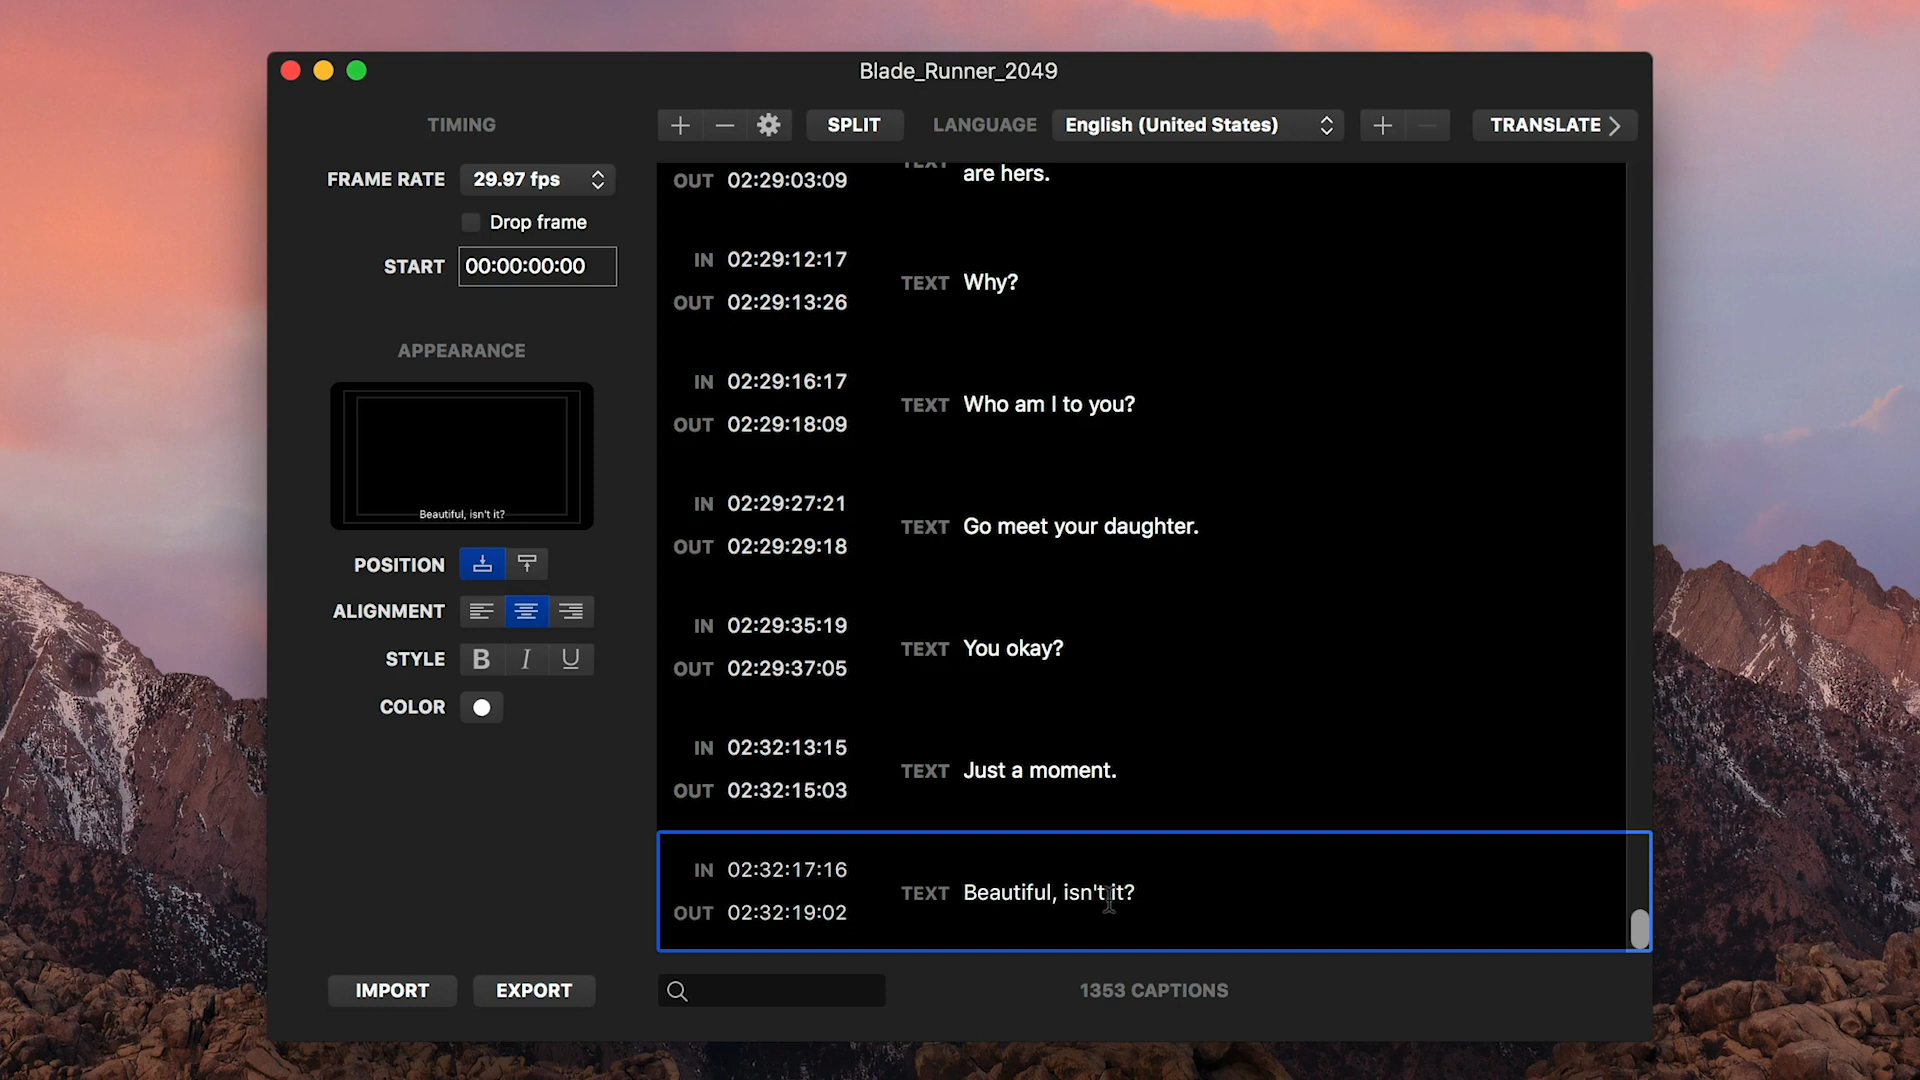 Blade_Runner_2049
TIMING
SPLIT
LANGUAGE
English (United States)
TRANSLATE
FRAME RATE
29.97 fps
Drop frame
START
00:00:00:00
APPEARANCE
Beautiful, isn't it?
POSITION
ALIGNMENT
STYLE
B I U
COLOR
IMPORT
EXPORT
TEXT are hers.
OUT 02:29:03:09
IN 02:29:12:17
TEXT Why?
OUT 02:29:13:26
IN 02:29:16:17
TEXT Who am I to you?
OUT 02:29:18:09
IN 02:29:27:21
TEXT Go meet your daughter.
OUT 02:29:29:18
IN 02:29:35:19
TEXT You okay?
OUT 02:29:37:05
IN 02:32:13:15
TEXT Just a moment.
OUT 02:32:15:03
IN 02:32:17:16
TEXT Beautiful, isn't it?
OUT 02:32:19:02
1353 CAPTIONS